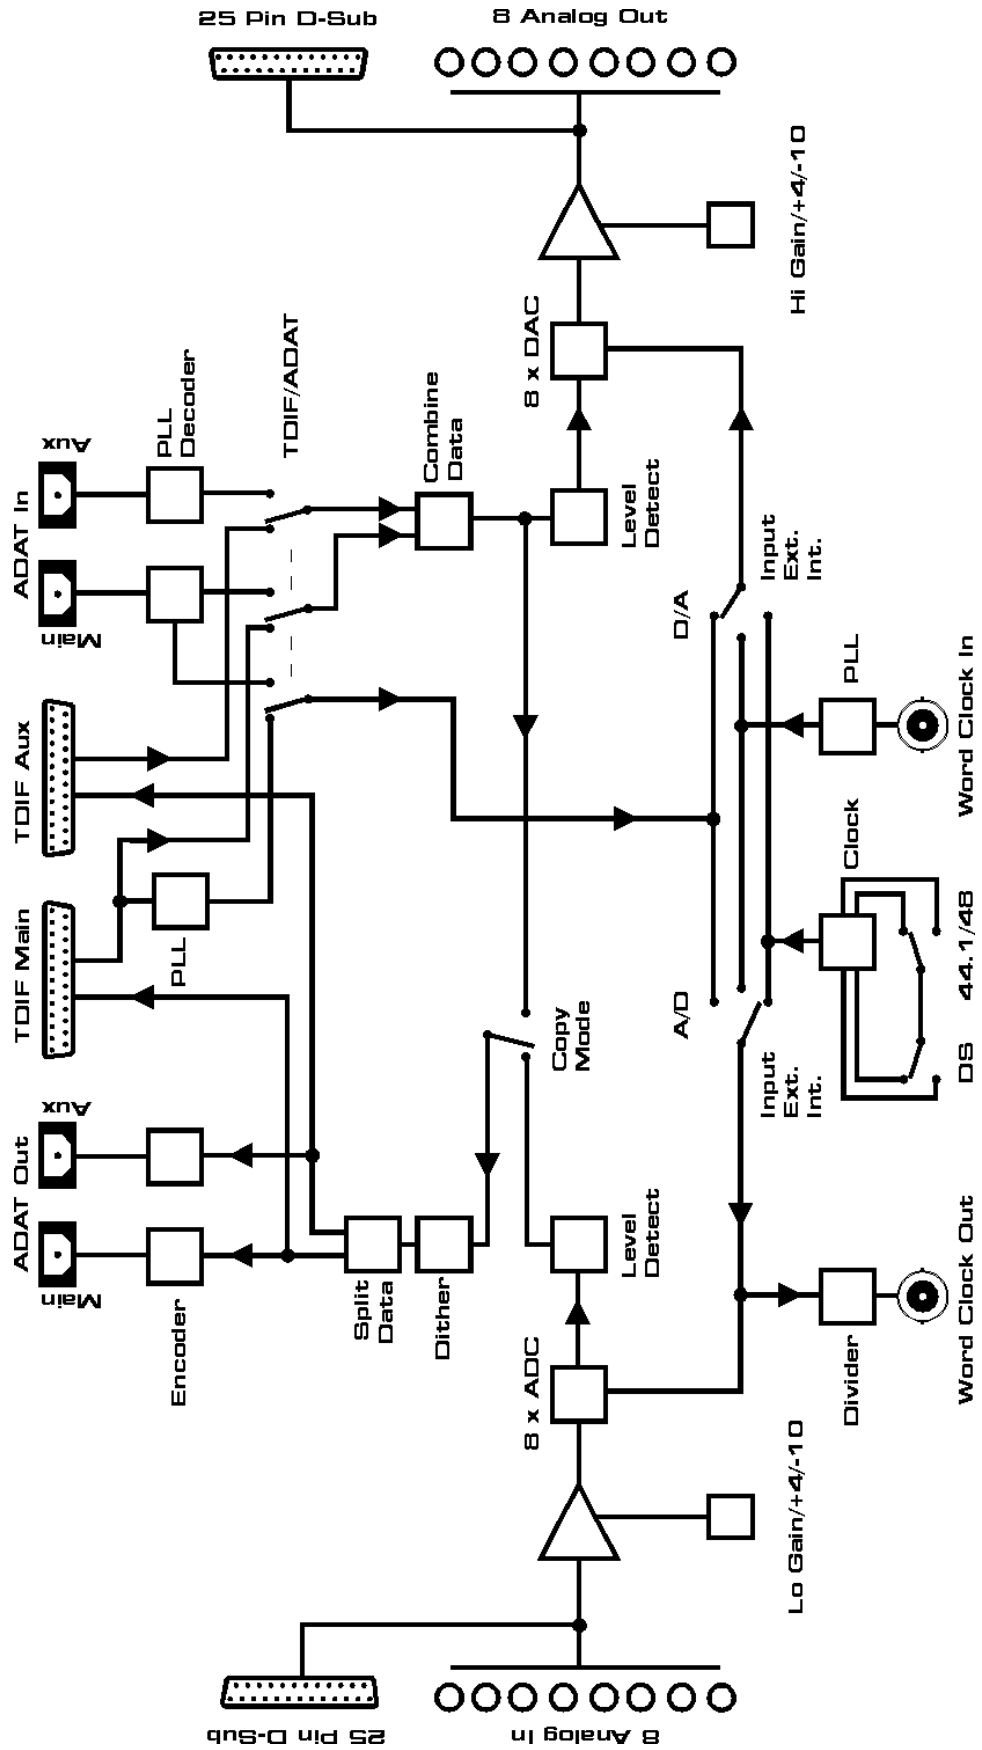 25 Pin D-Sub
8 Analog Out
Hi Gain/+4/-10
8 x DAC
TDIF/ADAT
PLL
Decoder
Aux
ADAT In
Main
Combine
Data
Level
Detect
Input
Ext.
Int.
D/A
PLL
Word Clock In
TDIF Aux
Clock
TDIF Main
PLL
44.1/48
DS
A/D
Copy
Mode
Input
Ext.
Int.
Aux
ADAT Out
Main
Encoder
Split
Data
Dither
Level
Detect
8 x ADC
Divider
Word Clock Out
Lo Gain/+4/-10
25 Pin D-Sub
8 Analog In